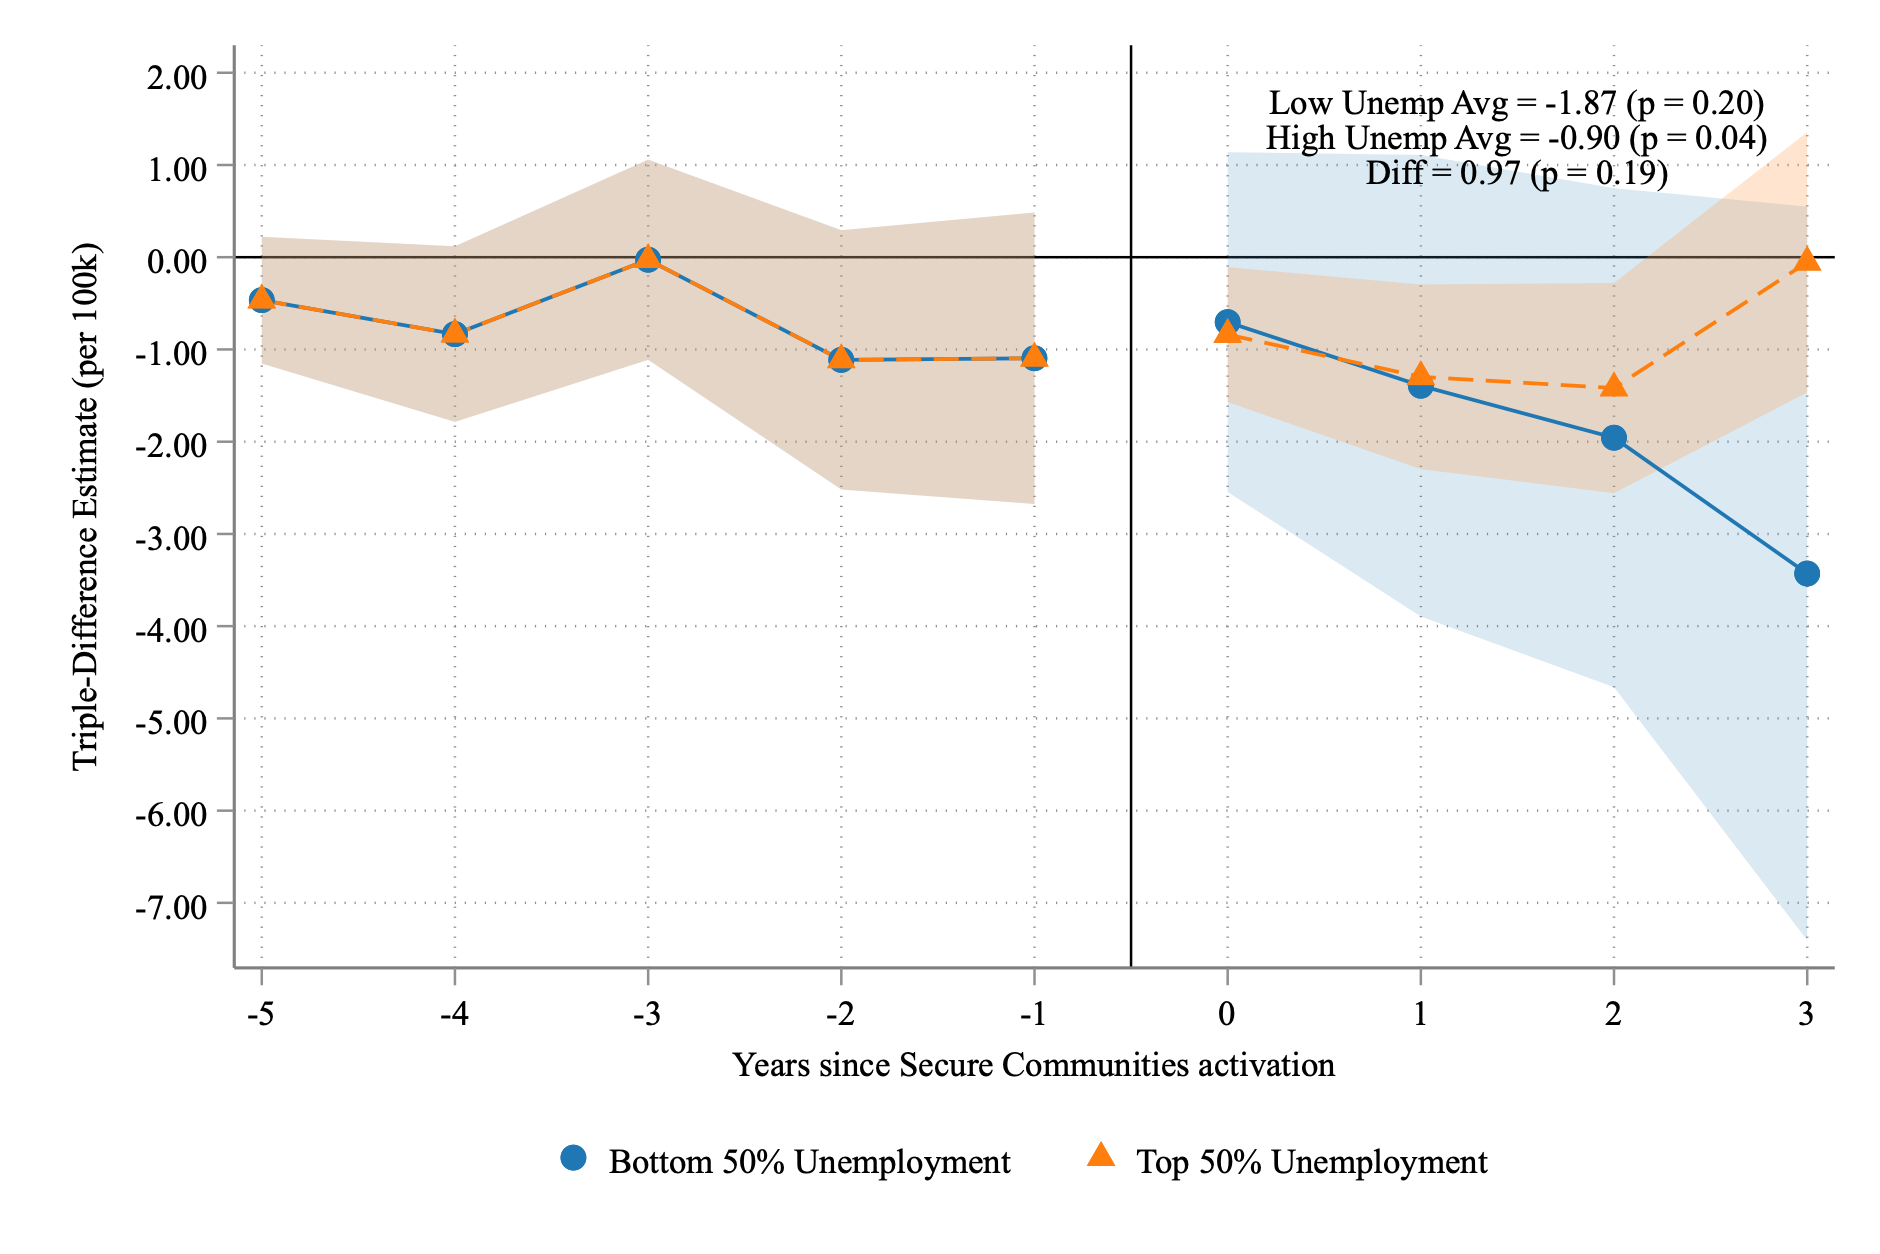 Low Unemp Avg = -1.87 (p = 0.20)
High Unemp Avg = -0.90 (p = 0.04)
Diff = 0.97 (p = 0.19)
Triple-Difference Estimate (per 100k)
2.00
1.00
0.00
-1.00
-2.00
-3.00
-4.00
-5.00
-6.00
-7.00
-5 -4 -3 -2 -1 0 1 2 3
Years since Secure Communities activation
Bottom 50% Unemployment Top 50% Unemployment